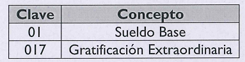 Clave Concepto
01 Sueldo Base
017 Gratificación Extraordinaria